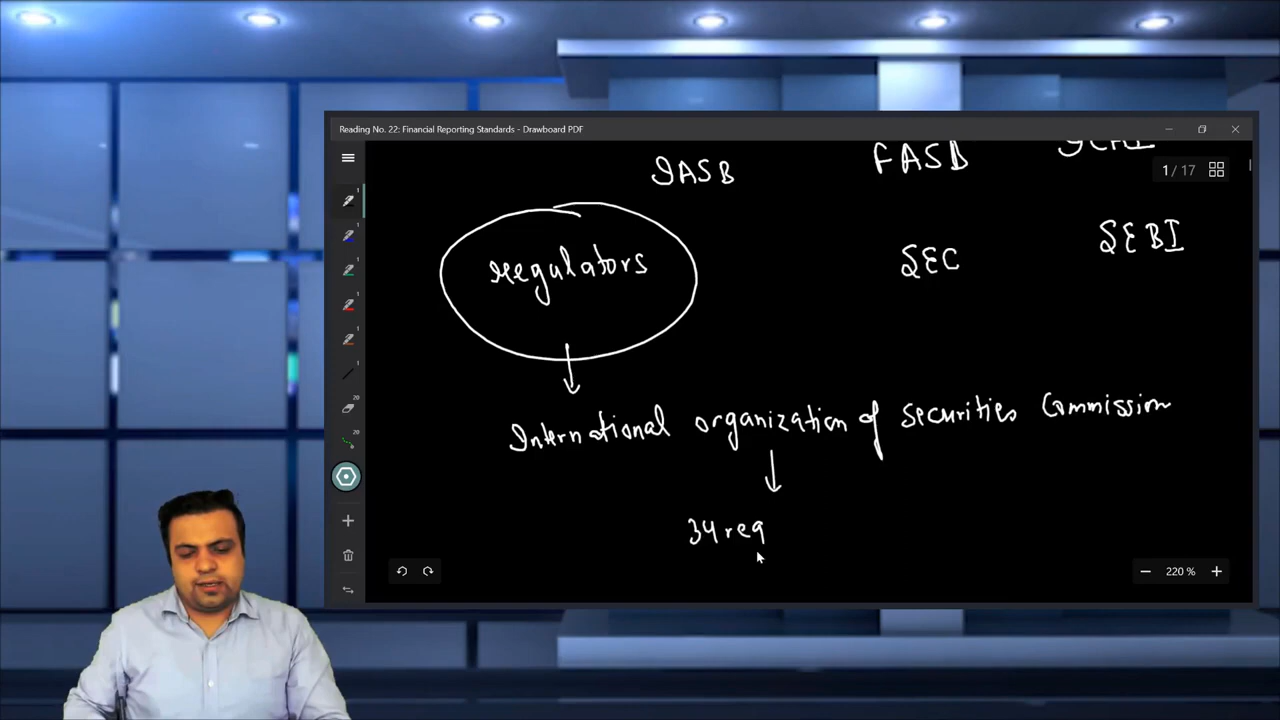 Reading No. 22: Financial Reporting Standards - Drawboard PDF
1 / 17
IASB FASB
Regulators SEC SEBI
International organization of securities Commission
34 req
220 %